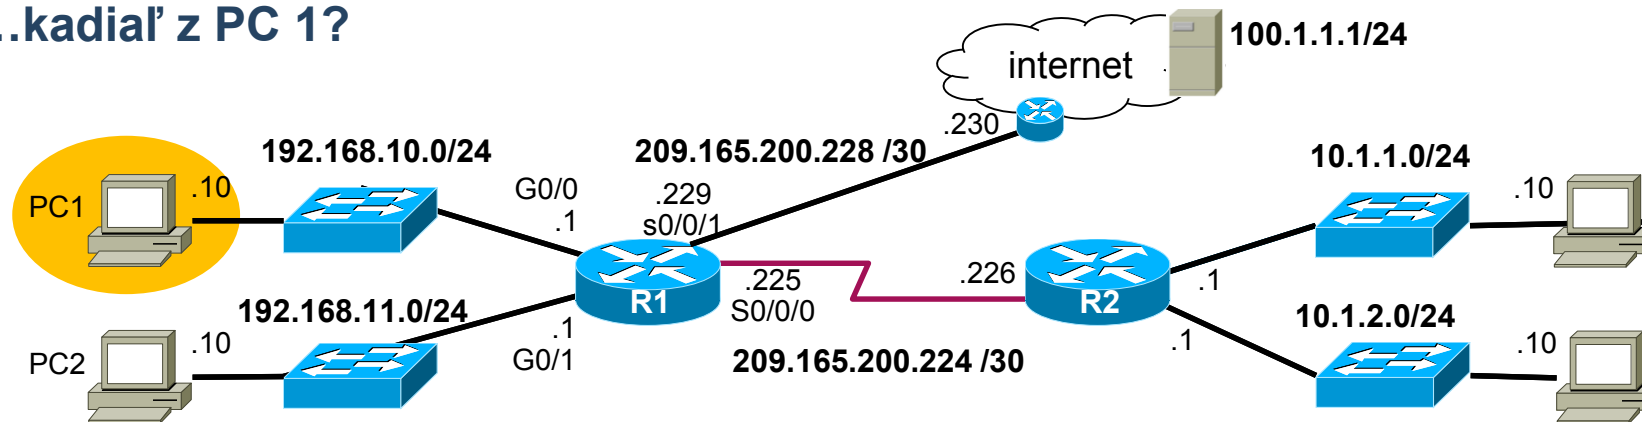 ..kadiaľ z PC 1?
100.1.1.1/24
internet
.230
192.168.10.0/24
209.165.200.228 /30
10.1.1.0/24
PC1
.10
G0/0
.1
.229
s0/0/1
.10
R1
.225
S0/0/0
.226
R2
.1
192.168.11.0/24
10.1.2.0/24
PC2
.10
.1
G0/1
209.165.200.224 /30
.1
.10